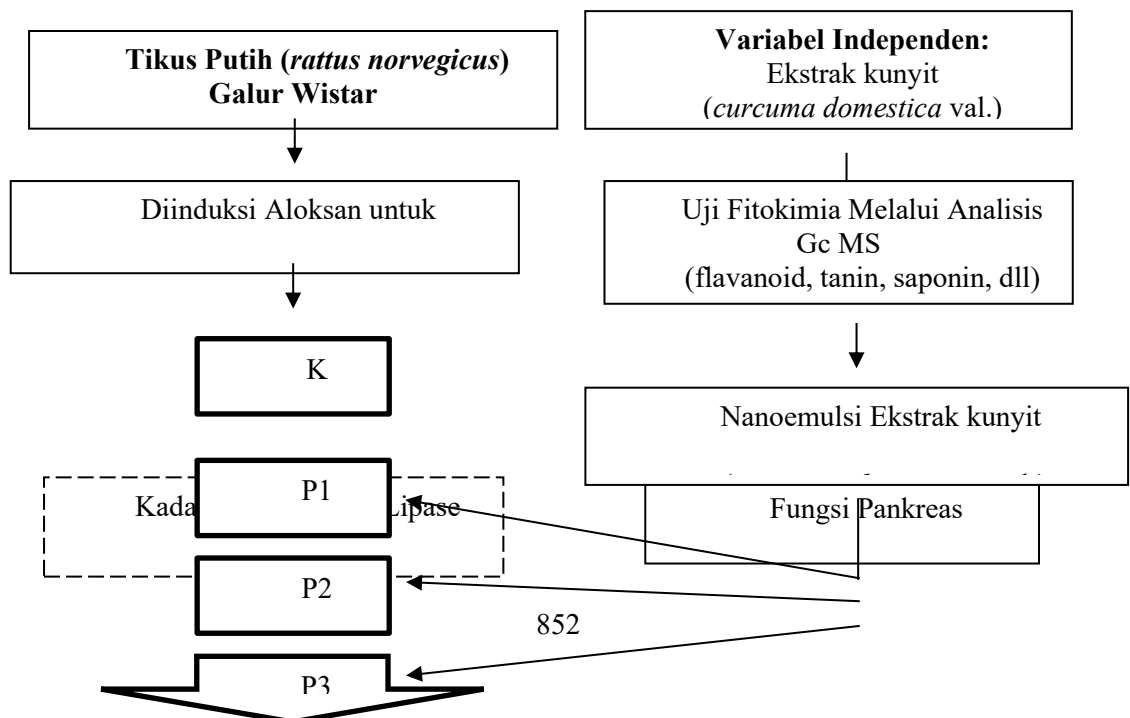 Tikus Putih (rattus norvegicus)
Galur Wistar
Variabel Independen:
Ekstrak kunyit
(curcuma domestica val.)
Diinduksi Aloksan untuk
Uji Fitokimia Melalui Analisis
Gc MS
(flavanoid, tanin, saponin, dll)
K
Nanoemulsi Ekstrak kunyit
P1
Lipase
Fungsi Pankreas
P2
852
P3